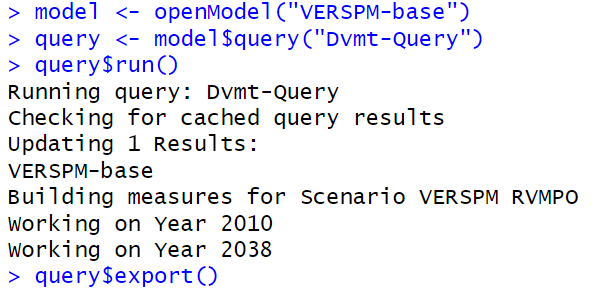 > model <- openModel("VERSPM-base")
> query <- model$query("Dvmt-Query")
> query$run()
Running query: Dvmt-Query
Checking for cached query results
Updating 1 Results:
VERSPM-base
Building measures for Scenario VERSPM RVMPO
Working on Year 2010
Working on Year 2038
> query$export()